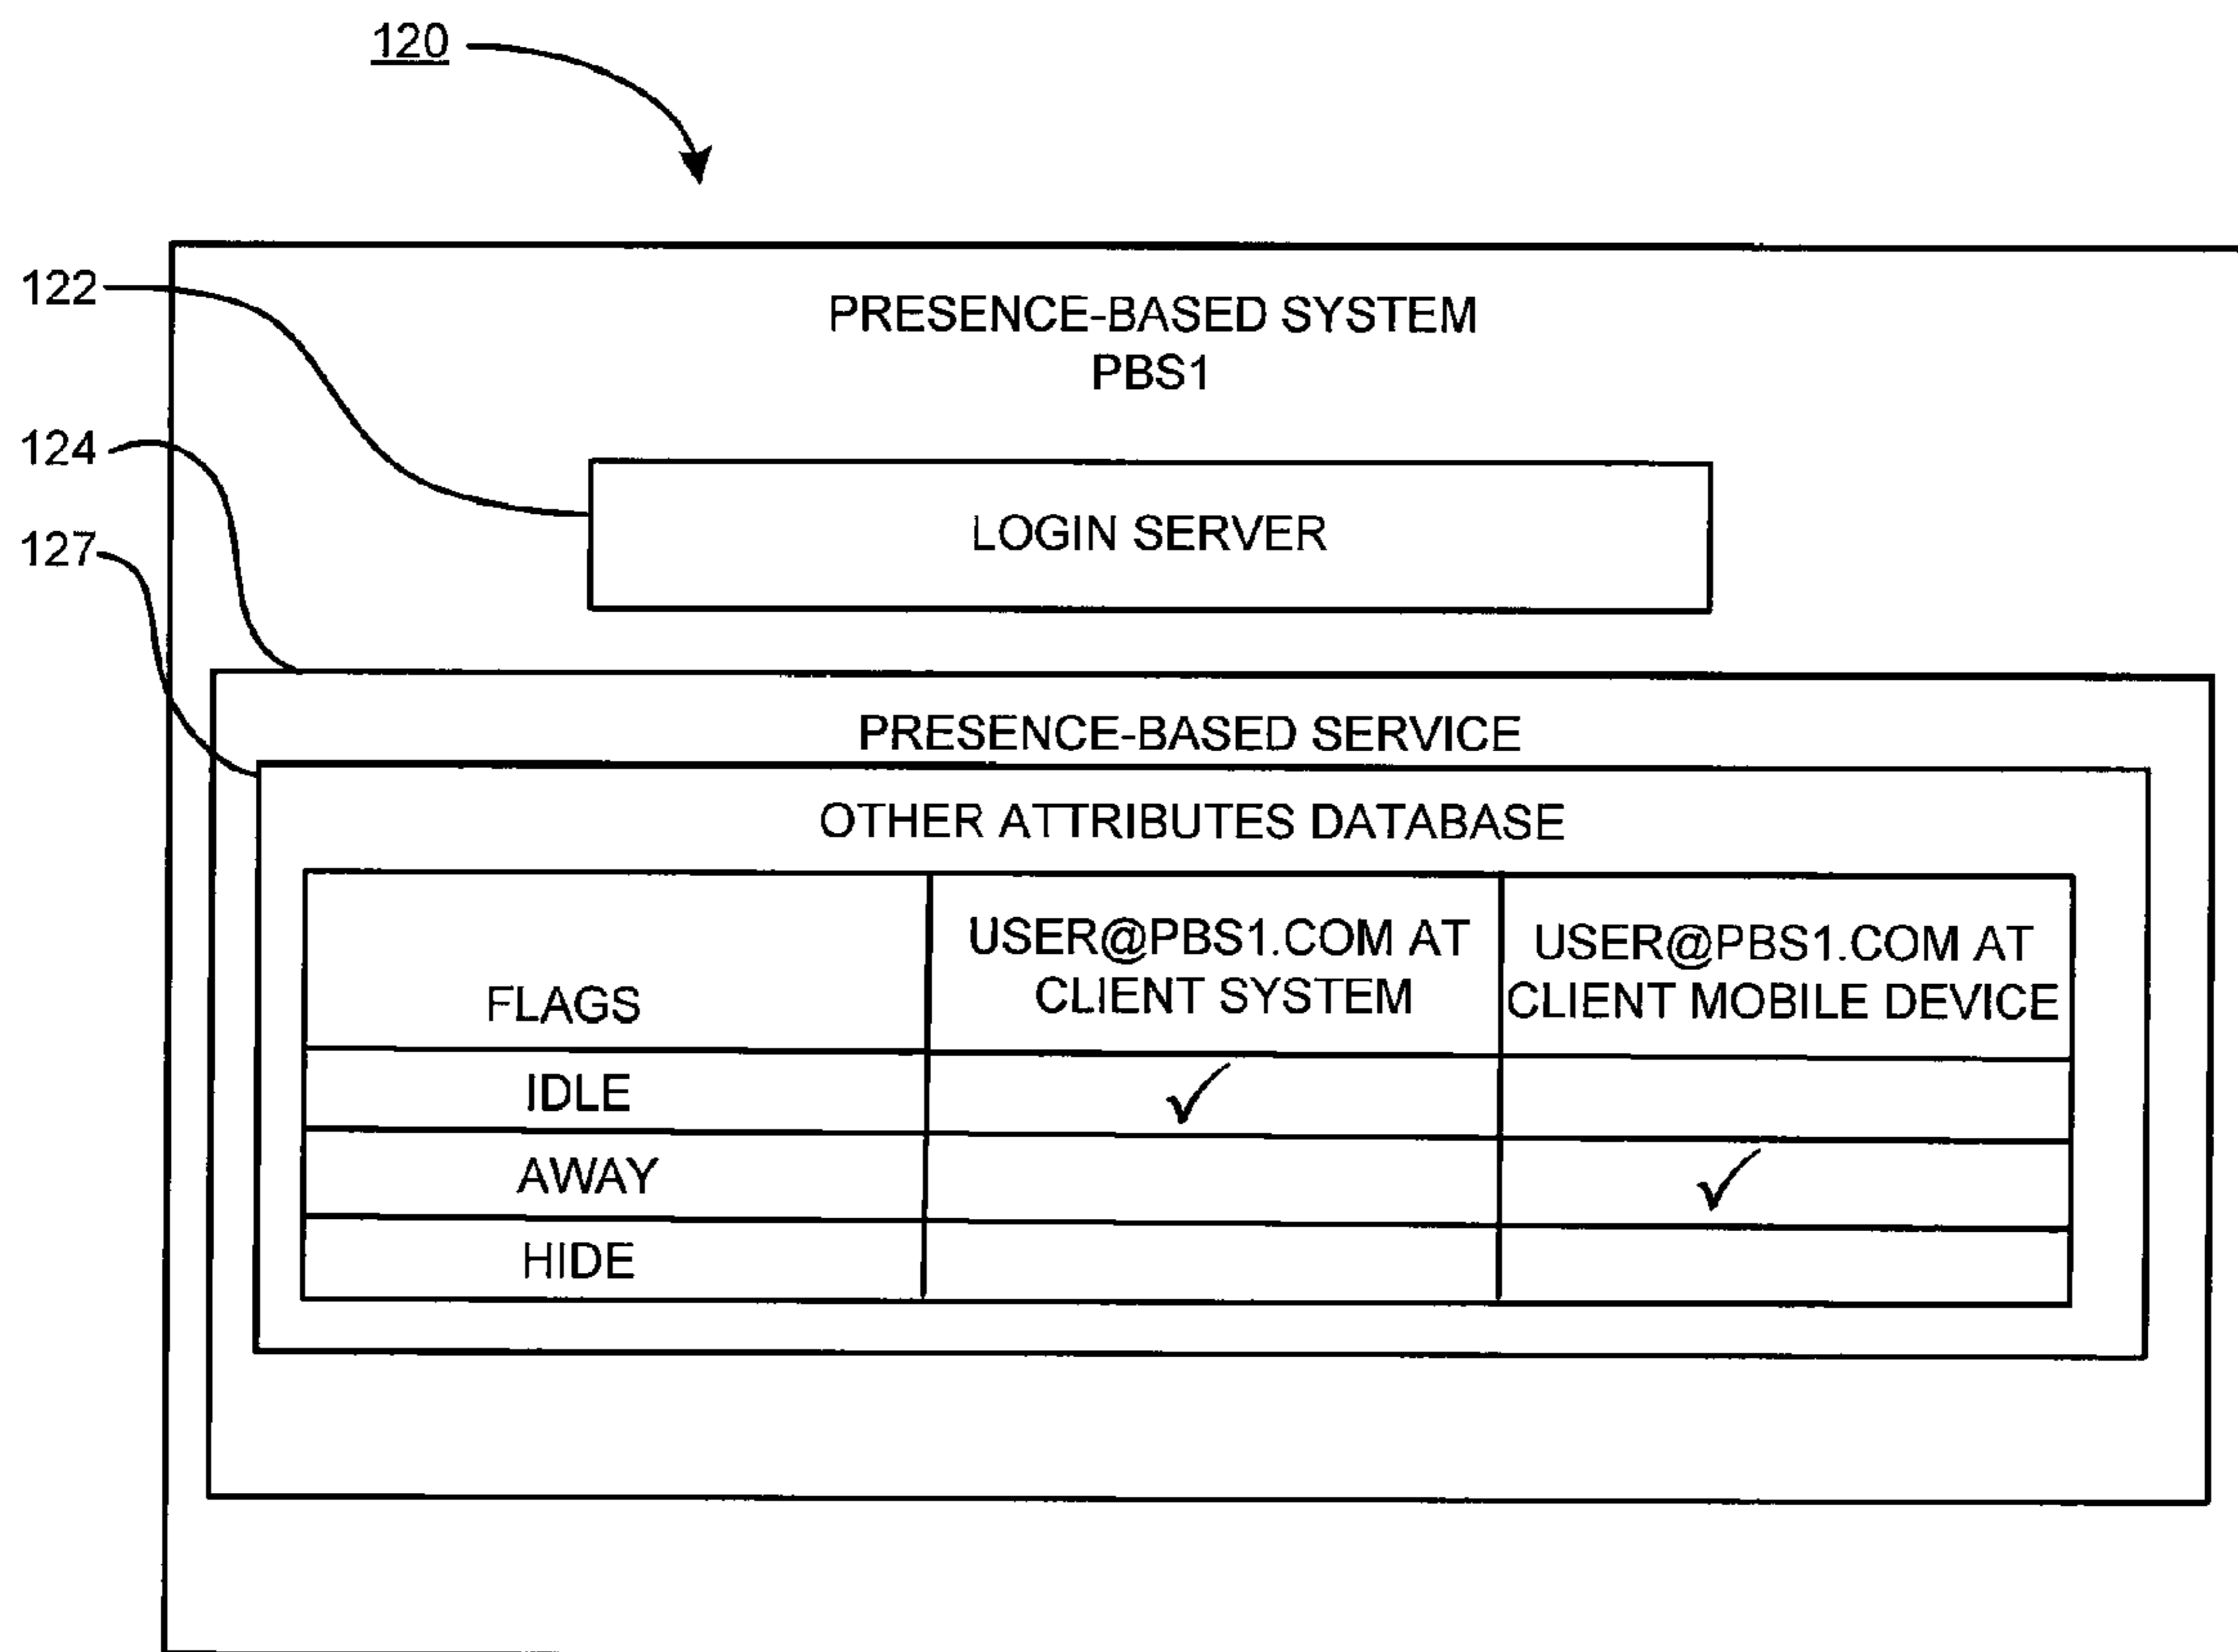 120
122
PRESENCE-BASED SYSTEM
PBS1
124
LOGIN SERVER
127
PRESENCE-BASED SERVICE
OTHER ATTRIBUTES DATABASE
FLAGS
USER@PBS1.COM AT
CLIENT SYSTEM
USER@PBS1.COM AT
CLIENT MOBILE DEVICE
IDLE
✓
AWAY
✓
HIDE